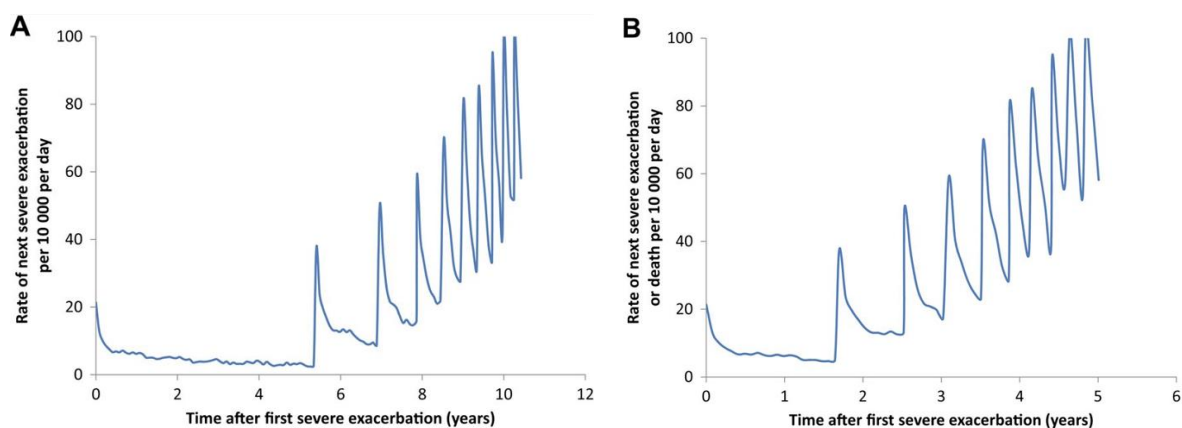 A
Rate of next severe exacerbation
per 10 000 per day
100
80
60
40
20
0
0 2 4 6 8 10 12
Time after first severe exacerbation (years)
B
Rate of next severe exacerbation
or death per 10 000 per day
100
80
60
40
20
0
0 1 2 3 4 5 6
Time after first severe exacerbation (years)